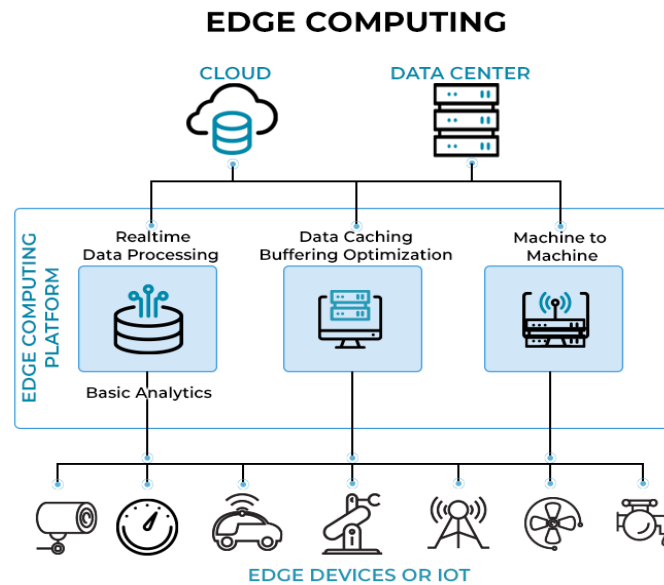 EDGE COMPUTING
CLOUD
DATA CENTER
EDGE COMPUTING
PLATFORM
Realtime
Data Processing
Data Caching
Buffering Optimization
Machine to
Machine
Basic Analytics
EDGE DEVICES OR IOT